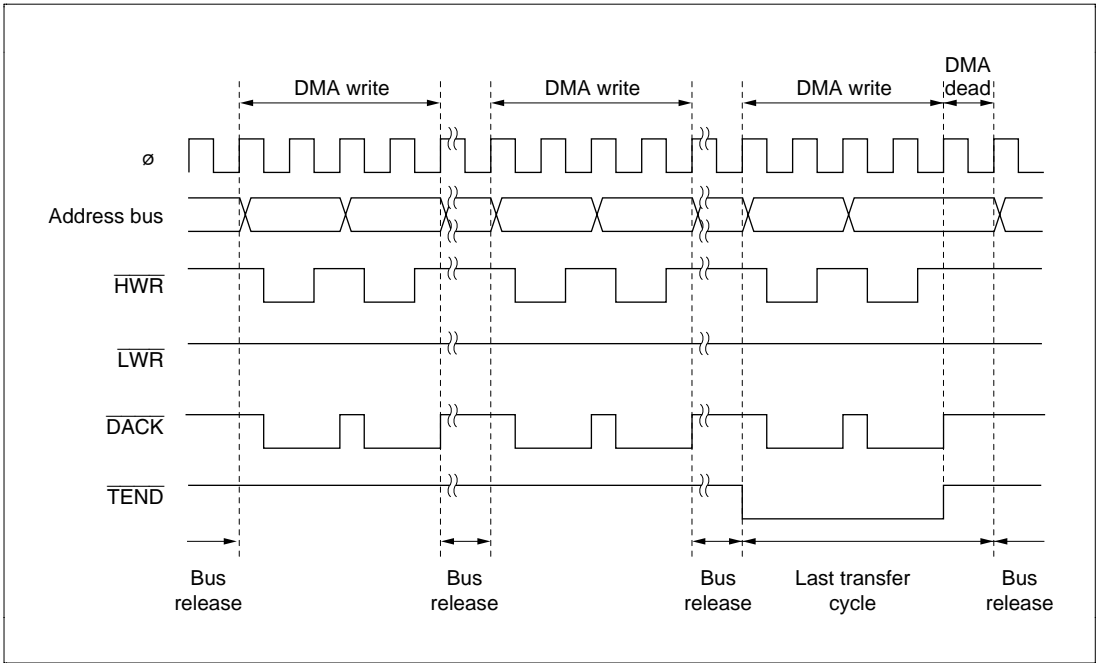 DMA write
DMA write
DMA write
DMA
dead
ø
Address bus
HWR
LWR
DACK
TEND
Bus
release
Bus
release
Bus
release
Last transfer
cycle
Bus
release